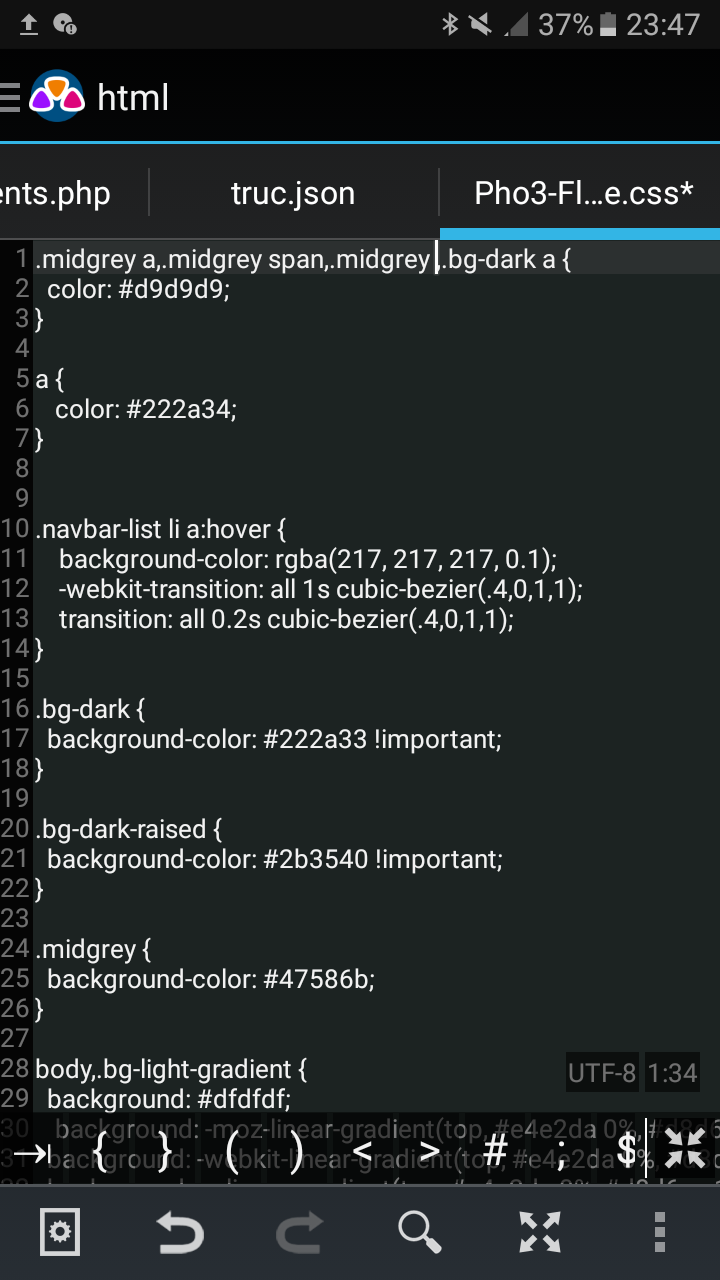 37% 23:47
html
ents.php truc.json Pho3-Fl...e.css*
1 .midgrey a,.midgrey span,.midgrey ,.bg-dark a {
2 color: #d9d9d9;
3 }
4
5 a {
6 color: #222a34;
7 }
8
9
10 .navbar-list li a:hover {
11 background-color: rgba(217, 217, 217, 0.1);
12 -webkit-transition: all 1s cubic-bezier(.4,0,1,1);
13 transition: all 0.2s cubic-bezier(.4,0,1,1);
14 }
15
16 .bg-dark {
17 background-color: #222a33 !important;
18 }
19
20 .bg-dark-raised {
21 background-color: #2b3540 !important;
22 }
23
24 .midgrey {
25 background-color: #47586b;
26 }
27
28 body,.bg-light-gradient {
UTF-8 1:34
29 background: #dfdfdf;
30 background: -moz-linear-gradient(top, #e4e2da 0%,
{ } ( ) < > # ; $
31 background: -webkit-linear-gradient(top, #e4e2da